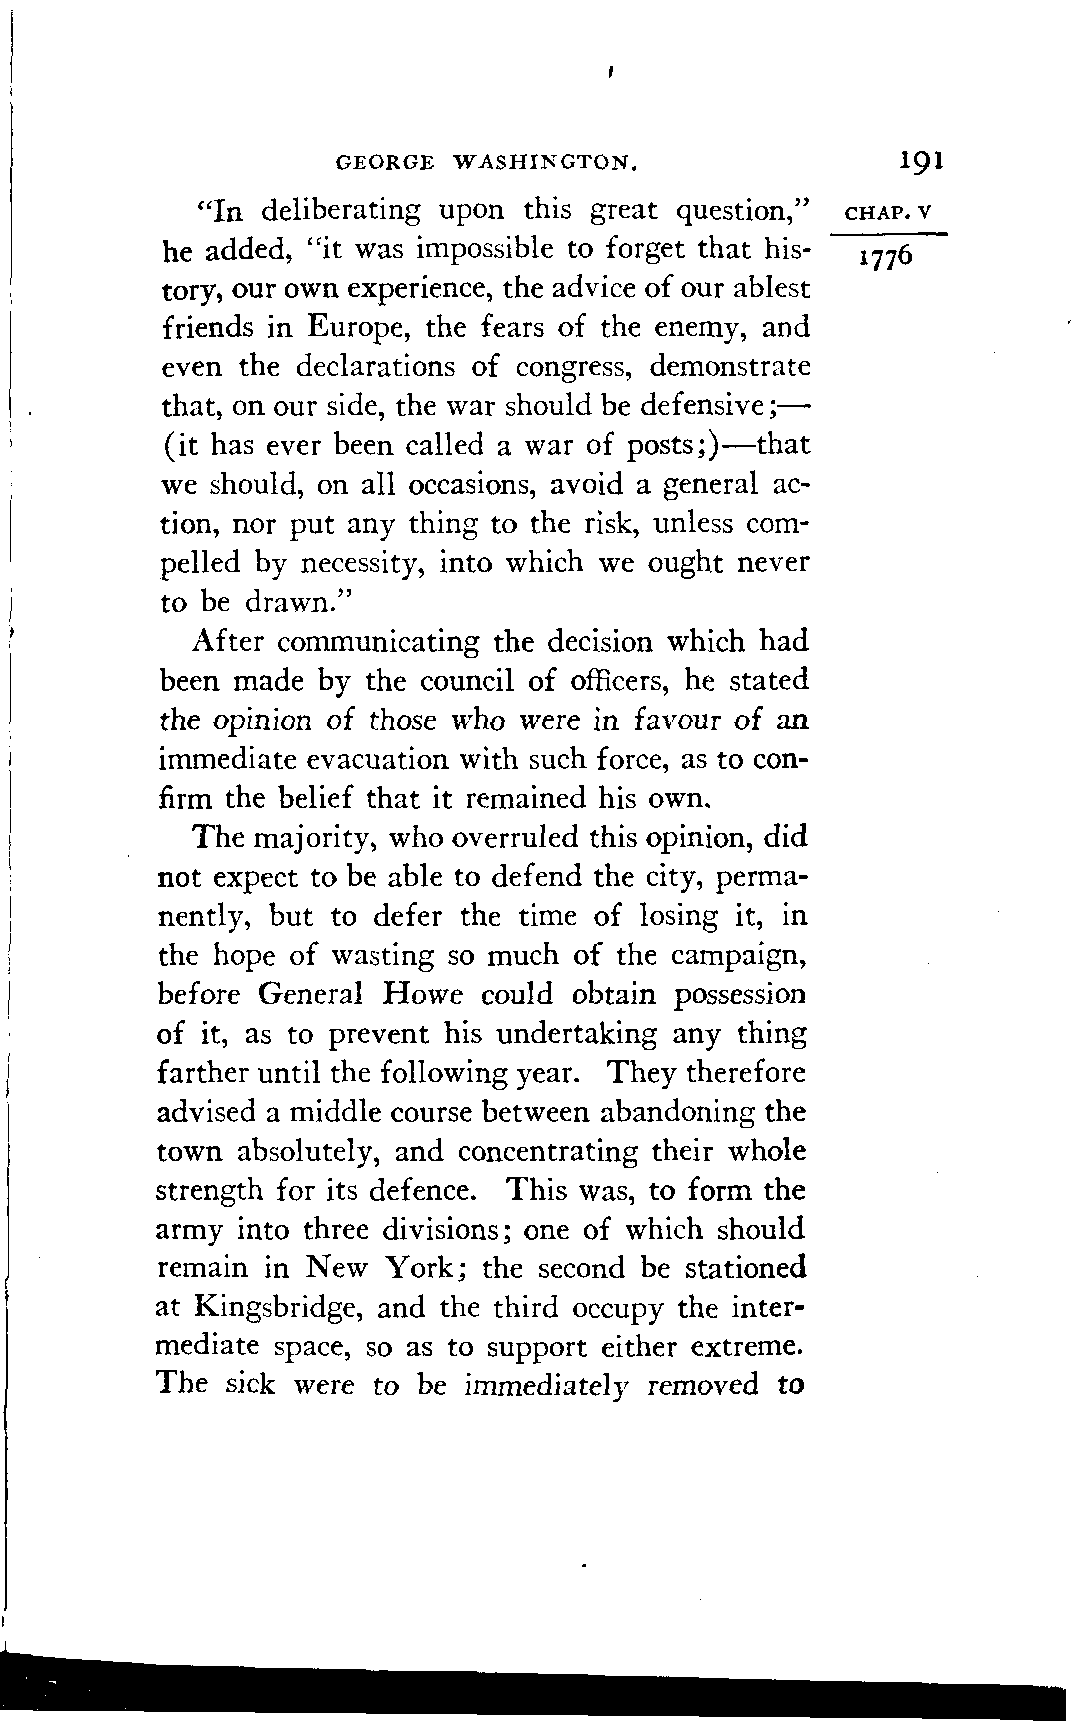 GEORGE WASHINGTON. 191
"In deliberating upon this great question," CHAP. V
he added, "it was impossible to forget that his- 1776
tory, our own experience, the advice of our ablest
friends in Europe, the fears of the enemy, and
even the declarations of congress, demonstrate
that, on our side, the war should be defensive;—
(it has ever been called a war of posts;)—that
we should, on all occasions, avoid a general ac-
tion, nor put any thing to the risk, unless com-
pelled by necessity, into which we ought never
to be drawn."
After communicating the decision which had
been made by the council of officers, he stated
the opinion of those who were in favour of an
immediate evacuation with such force, as to con-
firm the belief that it remained his own.
The majority, who overruled this opinion, did
not expect to be able to defend the city, perma-
nently, but to defer the time of losing it, in
the hope of wasting so much of the campaign,
before General Howe could obtain possession
of it, as to prevent his undertaking any thing
farther until the following year. They therefore
advised a middle course between abandoning the
town absolutely, and concentrating their whole
strength for its defence. This was, to form the
army into three divisions; one of which should
remain in New York; the second be stationed
at Kingsbridge, and the third occupy the inter-
mediate space, so as to support either extreme.
The sick were to be immediately removed to